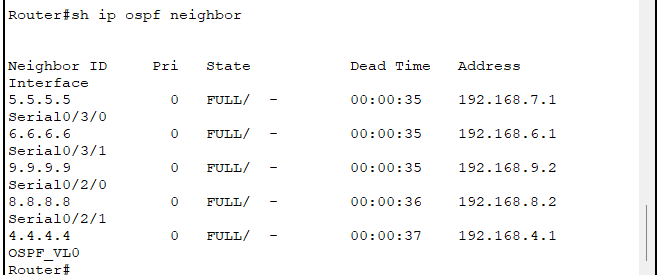 Router#sh ip ospf neighbor
Neighbor ID     Pri   State           Dead Time   Address
Interface
5.5.5.5           0   FULL/  -        00:00:35    192.168.7.1
Serial0/3/0
6.6.6.6           0   FULL/  -        00:00:35    192.168.6.1
Serial0/3/1
9.9.9.9           0   FULL/  -        00:00:35    192.168.9.2
Serial0/2/0
8.8.8.8           0   FULL/  -        00:00:36    192.168.8.2
Serial0/2/1
4.4.4.4           0   FULL/  -        00:00:37    192.168.4.1
OSPF_VL0
Router#